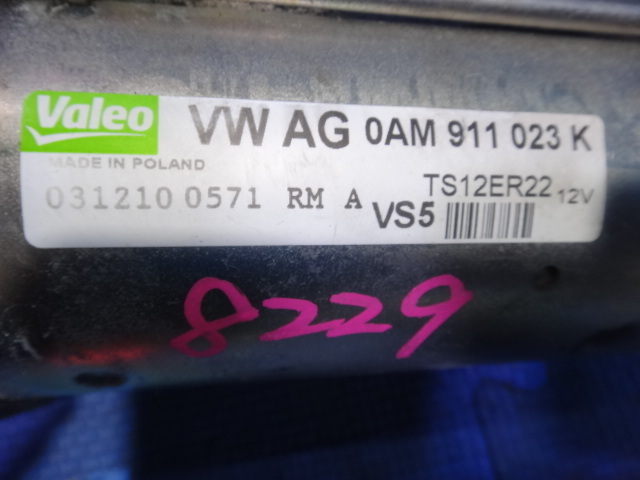 Valeo VW AG 0AM 911 023 K
MADE IN POLAND
031210 0571 RM A VS5 TS12ER22 12V
8229